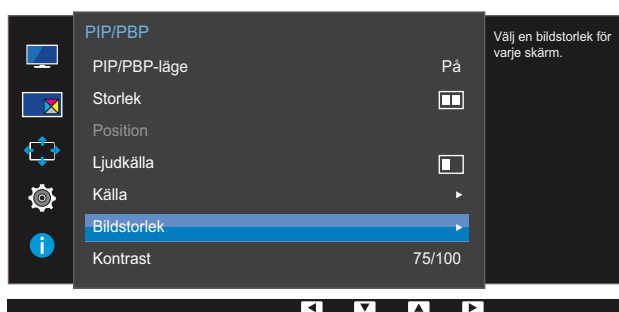 PIP/PBP
PIP/PBP-läge På
Storlek
Position
Ljudkälla
Källa
Bildstorlek
Kontrast 75/100
Välj en bildstorlek för
varje skärm.